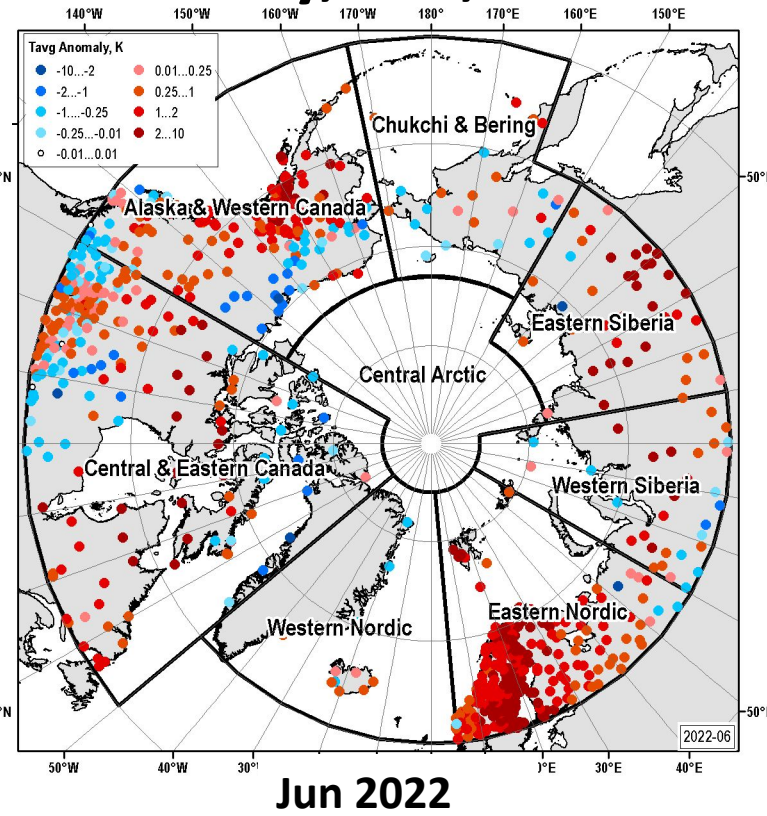 140°W 150°W 160°W 170°W 180° 170°E 160°E 150°E
Tavg Anomaly, K
-10...-2 0.01...0.25
-2...-1 0.25...1
-1...-0.25 1...2
-0.25...-0.01 2...10
-0.01...0.01
Chukchi & Bering
°N 50°
Alaska & Western Canada
Eastern Siberia
Central Arctic
Central & Eastern Canada
Western Siberia
Eastern Nordic
Western Nordic
°N 50°
2022-06
50°W 40°W 30° °E 30°E 40°E
Jun 2022